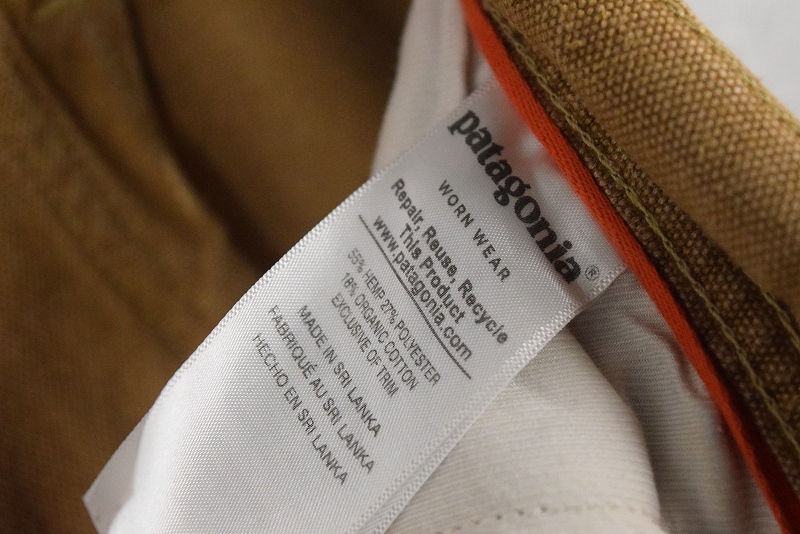 patagonia®
WORN WEAR
Repair, Reuse, Recycle
This Product
www.patagonia.com
55% HEMP 27% POLYESTER
18% ORGANIC COTTON
EXCLUSIVE OF TRIM
MADE IN SRI LANKA
FABRIQUÉ AU SRI LANKA
HECHO EN SRI LANKA